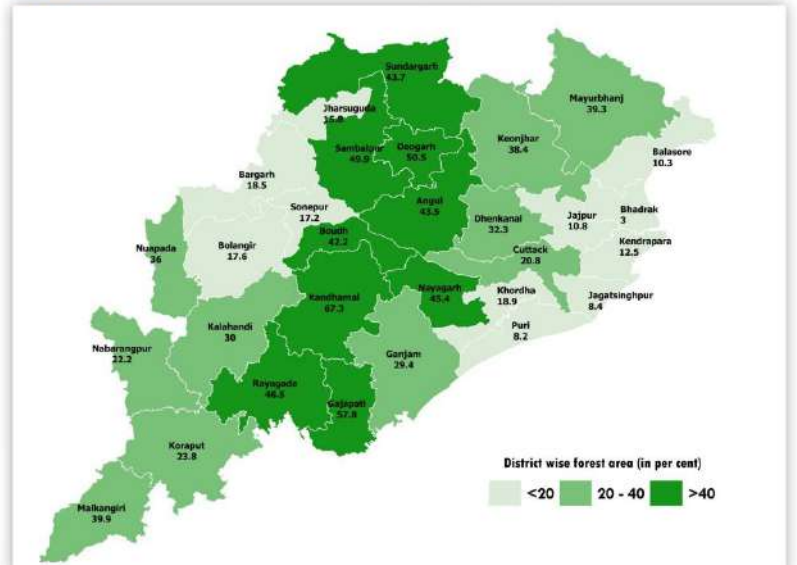 Sundargarh
43.7
Mayurbhanj
39.3
Jharsuguda
15.8
Keonjhar
38.4
Sambalpur
49.9
Deogarh
50.5
Balasore
10.3
Bargarh
18.5
Sonepur
17.2
Angul
43.5
Dhenkanal
32.3
Jajpur
10.8
Bhadrak
3
Boudh
42.2
Nuapada
36
Bolangir
17.6
Cuttack
20.8
Kendrapara
12.5
Kandhamal
67.3
Nayagarh
45.4
Khordha
18.9
Jagatsinghpur
8.4
Puri
8.2
Kalahandi
30
Nabarangpur
22.2
Ganjam
29.4
Rayagada
Gajapati
57.8
Koraput
23.8
Malkangiri
39.9
District wise forest area (in per cent)
<20 20 - 40 >40